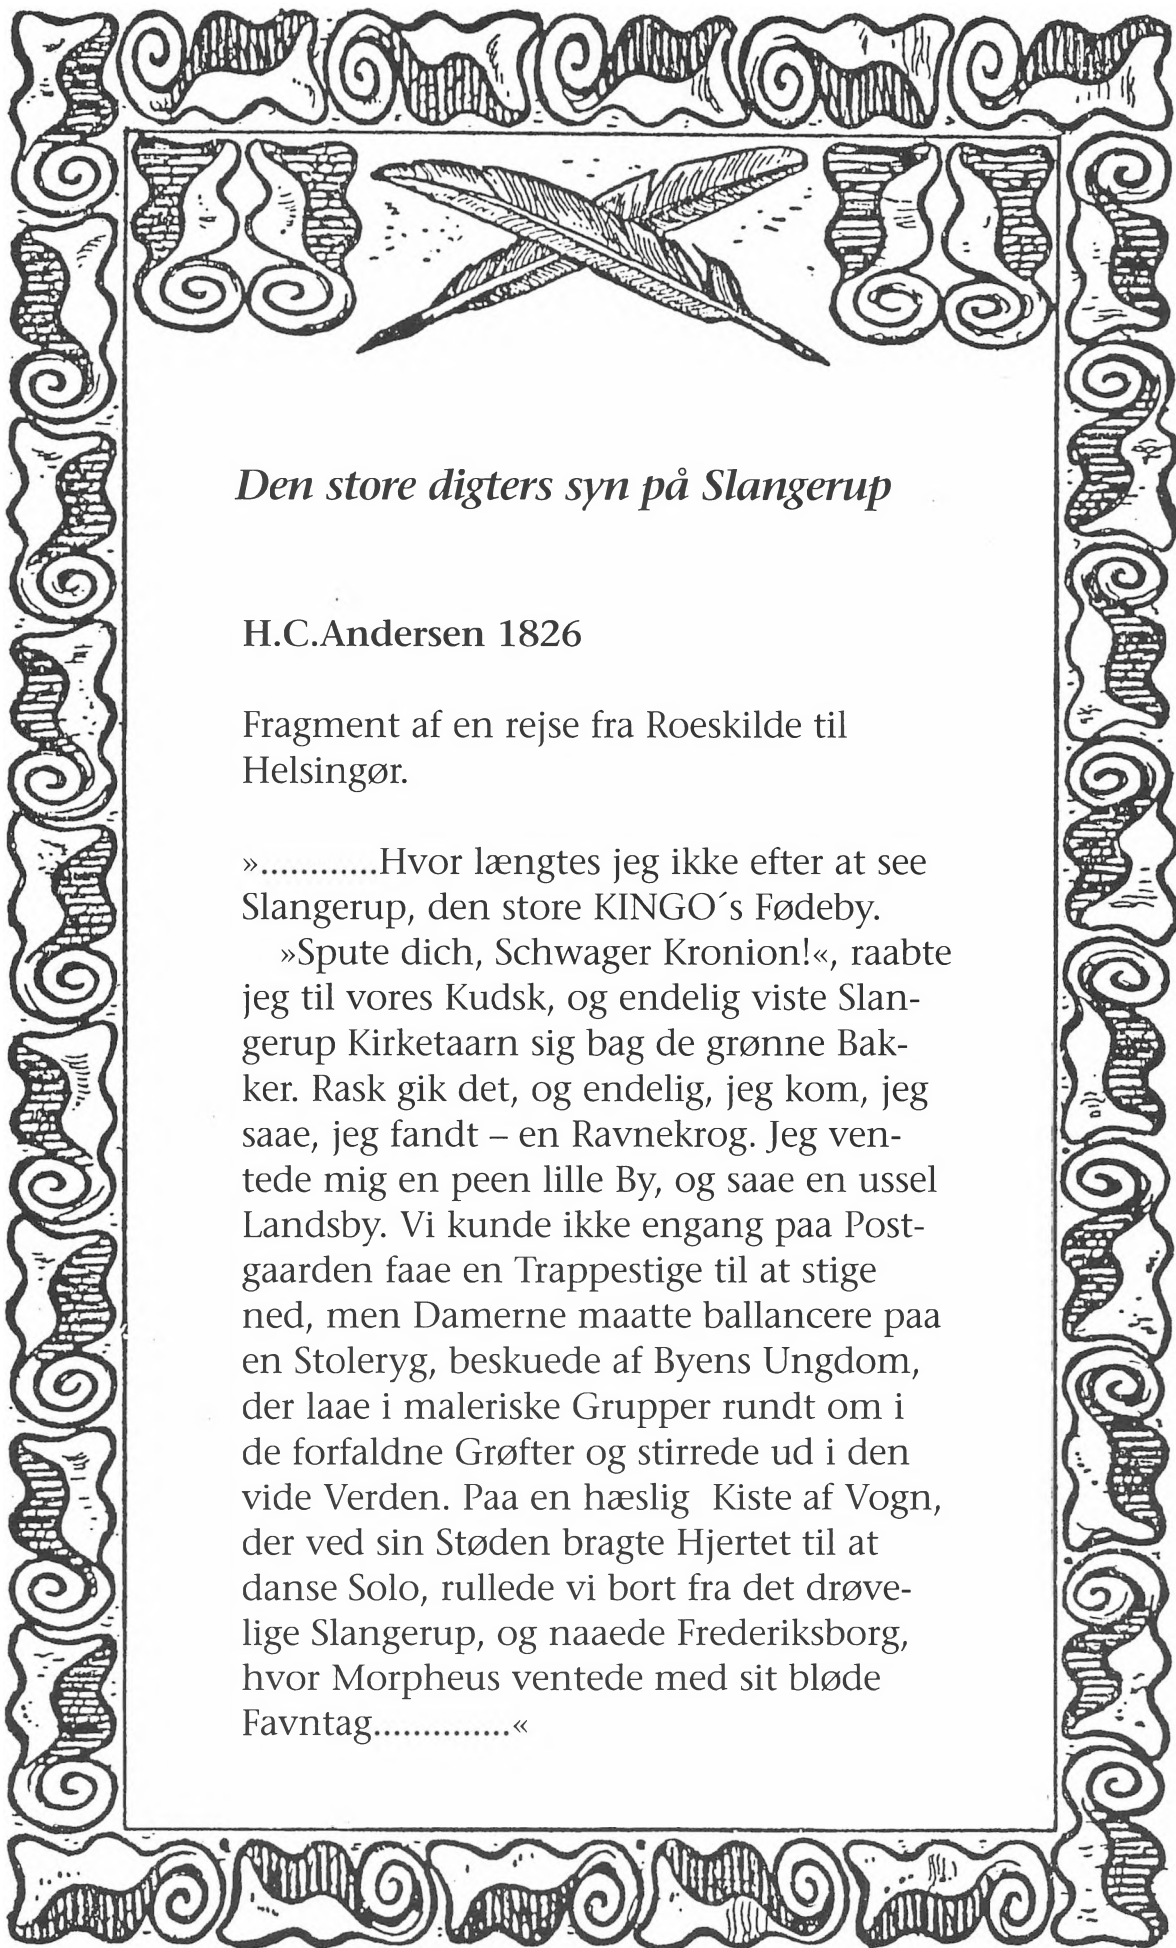 Den store digters syn på Slangerup
H.C.Andersen 1826
Fragment af en rejse fra Roeskilde til
Helsingør.
»............Hvor længtes jeg ikke efter at see
Slangerup, den store KINGO´s Fødeby.
»Spute dich, Schwager Kronion!«, raabte
jeg til vores Kudsk, og endelig viste Slan-
gerup Kirketaarn sig bag de grønne Bak-
ker. Rask gik det, og endelig, jeg kom, jeg
saae, jeg fandt – en Ravnekrog. Jeg ven-
tede mig en peen lille By, og saae en ussel
Landsby. Vi kunde ikke engang paa Post-
gaarden faae en Trappestige til at stige
ned, men Damerne maatte ballancere paa
en Stoleryg, beskuede af Byens Ungdom,
der laae i maleriske Grupper rundt om i
de forfaldne Grøfter og stirrede ud i den
vide Verden. Paa en hæslig Kiste af Vogn,
der ved sin Støden bragte Hjertet til at
danse Solo, rullede vi bort fra det drøve-
lige Slangerup, og naaede Frederiksborg,
hvor Morpheus ventede med sit bløde
Favntag..............«